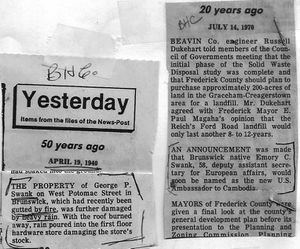 BHC
Yesterday
Items from the files of the News-Post
50 years ago
APRIL 19, 1940
THE PROPERTY of George P.
Swank on West Potomac Street in
Brunswick, which had recently been
gutted by fire, was further damaged
by heavy rain. With the roof burned
away, rain poured into the first floor
hardware store damaging the store's
stock.
20 years ago
BHC
JULY 14, 1970
BEAVIN Co. engineer Russell
Dukehart told members of the Coun-
cil of Governments meeting that the
initial phase of the Solid Waste
Disposal study was complete and
that Frederick County should plan to
purchase approximately 200-acres of
land in the Graceham-Creagerstown
area for a landfill. Mr. Dukehart
agreed with Frederick Mayor E.
Paul Magaha's opinion that the
Reich's Ford Road landfill would
only last another 8- to 12-years.
AN ANNOUNCEMENT was made
that Brunswick native Emory C.
Swank, 58, deputy assistant secre-
tary for European affairs, would
soon be named as the new U.S.
Ambassador to Cambodia.
MAYORS of Frederick County were
given a final look at the county's
general development plan before its
presentation to the Planning and
Zoning Commission. Planning